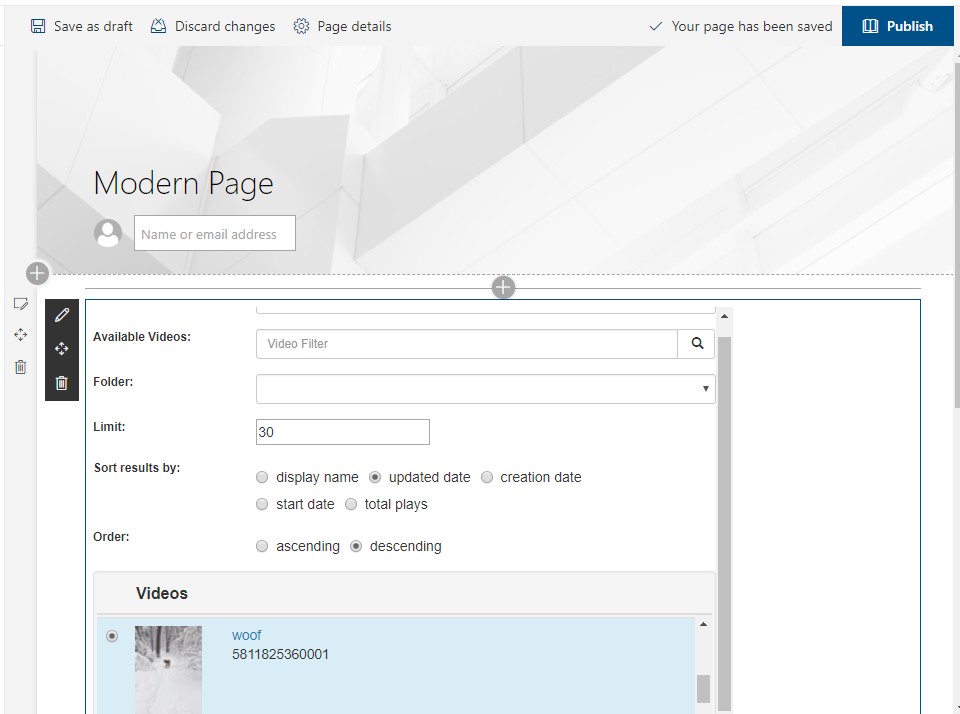 Save as draft Discard changes Page details Your page has been saved Publish
Modern Page
Name or email address
Available Videos: Video Filter
Folder:
Limit: 30
Sort results by: display name updated date creation date
start date total plays
Order: ascending descending
Videos
woof
5811825360001